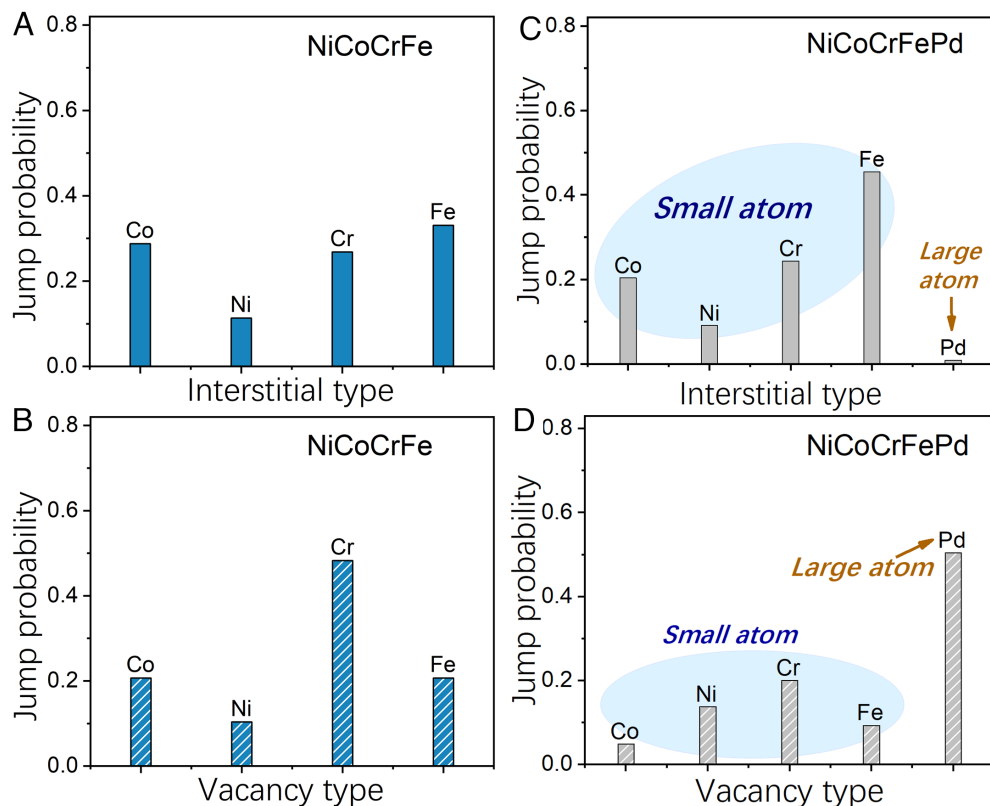 A
NiCoCrFe
Jump probability
0.8
0.6
0.4
0.2
0.0
Co
Ni
Cr
Fe
Interstitial type
B
NiCoCrFe
Jump probability
0.8
0.6
0.4
0.2
0.0
Co
Ni
Cr
Fe
Vacancy type
C
NiCoCrFePd
Jump probability
0.8
0.6
0.4
0.2
0.0
Small atom
Large
atom
Co
Ni
Cr
Fe
Pd
Interstitial type
D
NiCoCrFePd
Jump probability
0.8
0.6
0.4
0.2
0.0
Large atom
Small atom
Co
Ni
Cr
Fe
Pd
Vacancy type